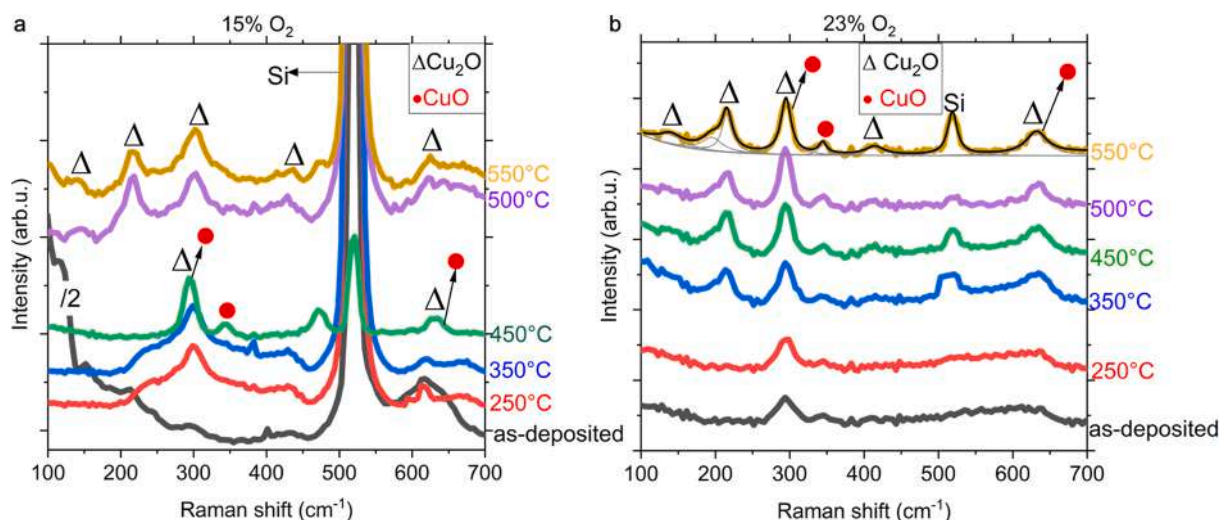 a
15% O₂
Si
Δ Cu₂O
● CuO
Δ
Δ
Δ
Δ
Δ
550°C
500°C
/2
Δ
Δ
450°C
350°C
250°C
as-deposited
Intensity (arb.u.)
100 200 300 400 500 600 700
Raman shift (cm⁻¹)
b
23% O₂
Δ Cu₂O
● CuO
Δ
Δ
Δ
Δ
Si
Δ
550°C
500°C
450°C
350°C
250°C
as-deposited
Intensity (arb.u.)
100 200 300 400 500 600 700
Raman shift (cm⁻¹)